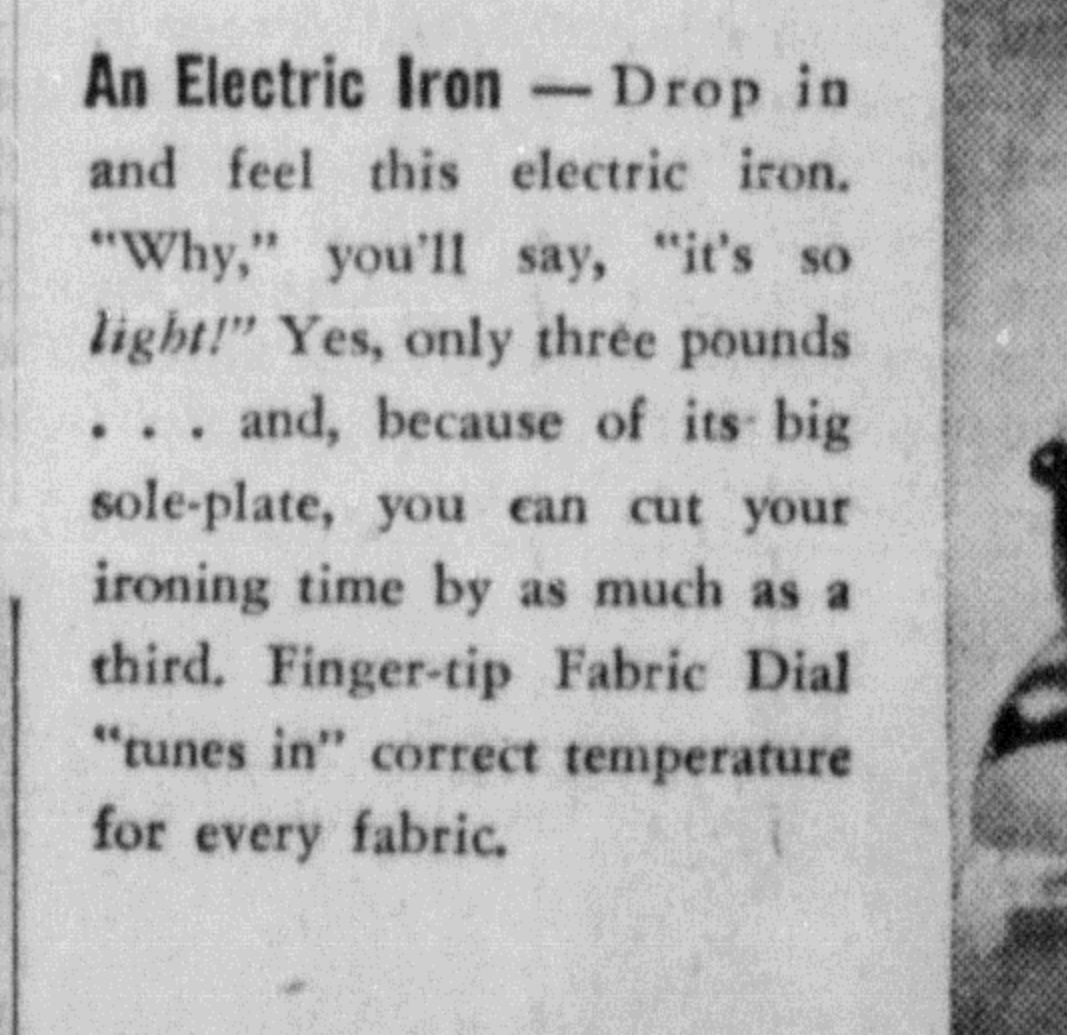 An Electric Iron — Drop in
and feel this electric iron.
“Why,” you’ll say, “it’s so
light!” Yes, only three pounds
. . . and, because of its big
sole-plate, you can cut your
ironing time by as much as a
third. Finger-tip Fabric Dial
“tunes in” correct temperature
for every fabric.